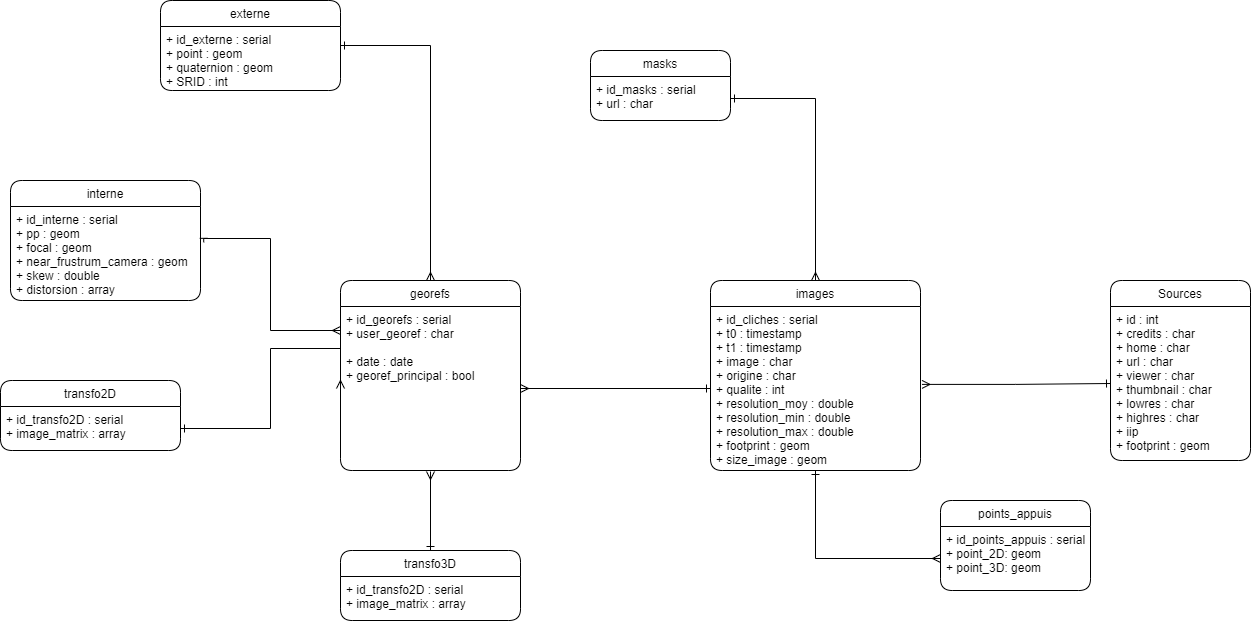 externe
+ id_externe : serial
+ point : geom
+ quaternion : geom
+ SRID : int
masks
+ id_masks : serial
+ url : char
interne
+ id_interne : serial
+ pp : geom
+ focal : geom
+ near_frustrum_camera : geom
+ skew : double
+ distorsion : array
georefs
+ id_georefs : serial
+ user_georef : char
+ date : date
+ georef_principal : bool
images
+ id_cliches : serial
+ t0 : timestamp
+ t1 : timestamp
+ image : char
+ origine : char
+ qualite : int
+ resolution_moy : double
+ resolution_min : double
+ resolution_max : double
+ footprint : geom
+ size_image : geom
Sources
+ id : int
+ credits : char
+ home : char
+ url : char
+ viewer : char
+ thumbnail : char
+ lowres : char
+ highres : char
+ iip
+ footprint : geom
transfo2D
+ id_transfo2D : serial
+ image_matrix : array
points_appuis
+ id_points_appuis : serial
+ point_2D: geom
+ point_3D: geom
transfo3D
+ id_transfo2D : serial
+ image_matrix : array